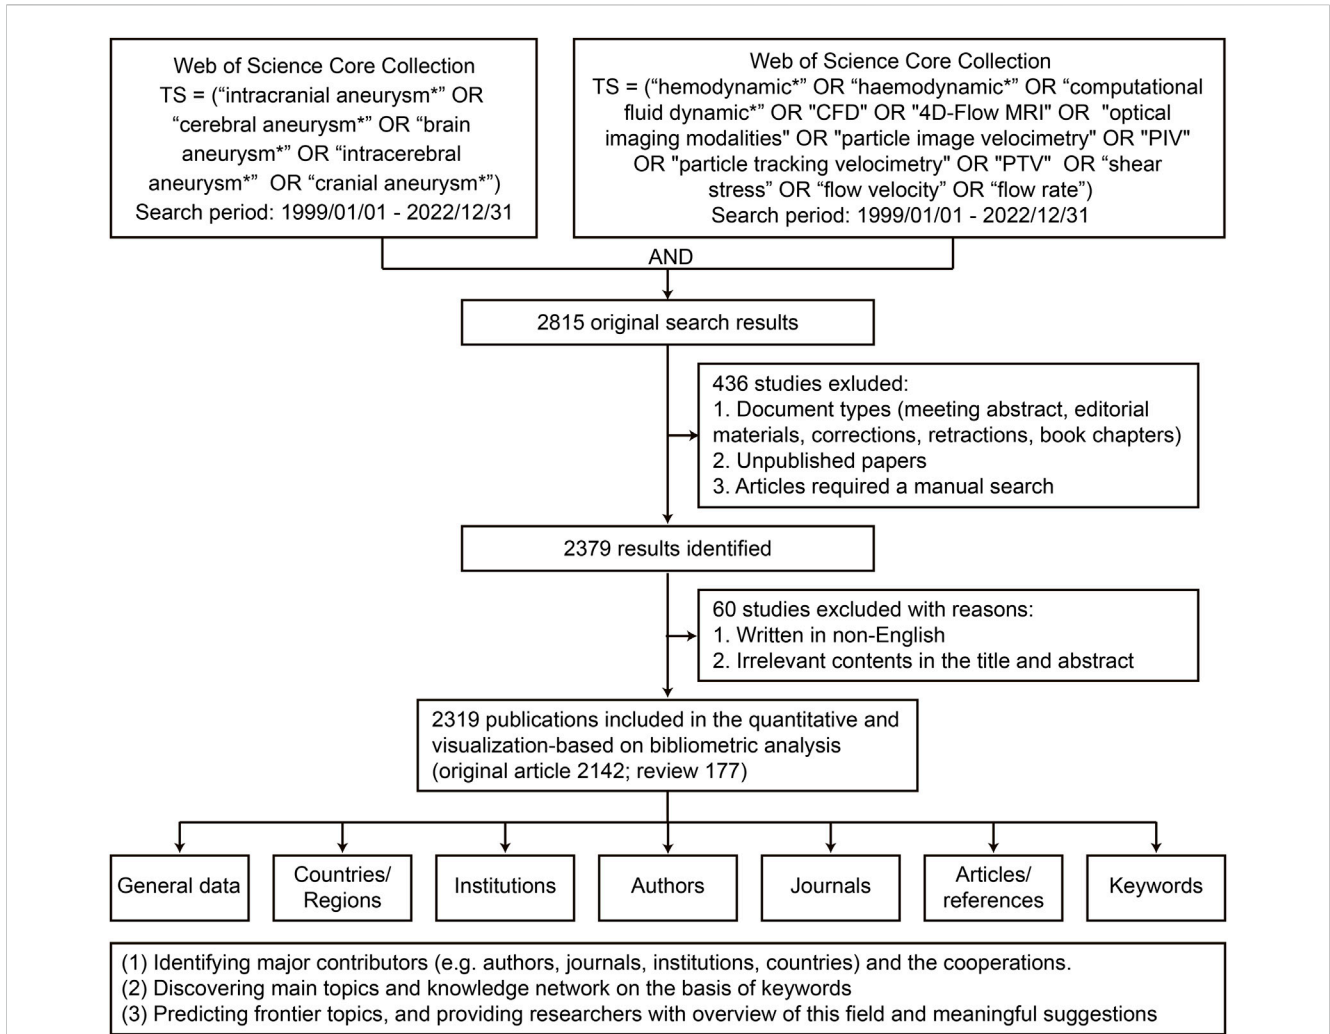 Web of Science Core Collection
TS = (“intracranial aneurysm*” OR
“cerebral aneurysm*” OR “brain
aneurysm*” OR “intracerebral
aneurysm*”  OR “cranial aneurysm*”)
Search period: 1999/01/01 - 2022/12/31
Web of Science Core Collection
TS = (“hemodynamic*” OR “haemodynamic*” OR “computational
fluid dynamic*” OR "CFD" OR "4D-Flow MRI" OR  "optical
imaging modalities" OR "particle image velocimetry" OR "PIV"
OR "particle tracking velocimetry" OR "PTV"  OR “shear
stress” OR “flow velocity” OR “flow rate”)
Search period: 1999/01/01 - 2022/12/31
AND
2815 original search results
436 studies exluded:
1. Document types (meeting abstract, editorial
materials, corrections, retractions, book chapters)
2. Unpublished papers
3. Articles required a manual search
2379 results identified
60 studies excluded with reasons:
1. Written in non-English
2. Irrelevant contents in the title and abstract
2319 publications included in the quantitative and
visualization-based on bibliometric analysis
(original article 2142; review 177)
General data
Countries/
Regions
Institutions
Authors
Journals
Articles/
references
Keywords
(1) Identifying major contributors (e.g. authors, journals, institutions, countries) and the cooperations.
(2) Discovering main topics and knowledge network on the basis of keywords
(3) Predicting frontier topics, and providing researchers with overview of this field and meaningful suggestions